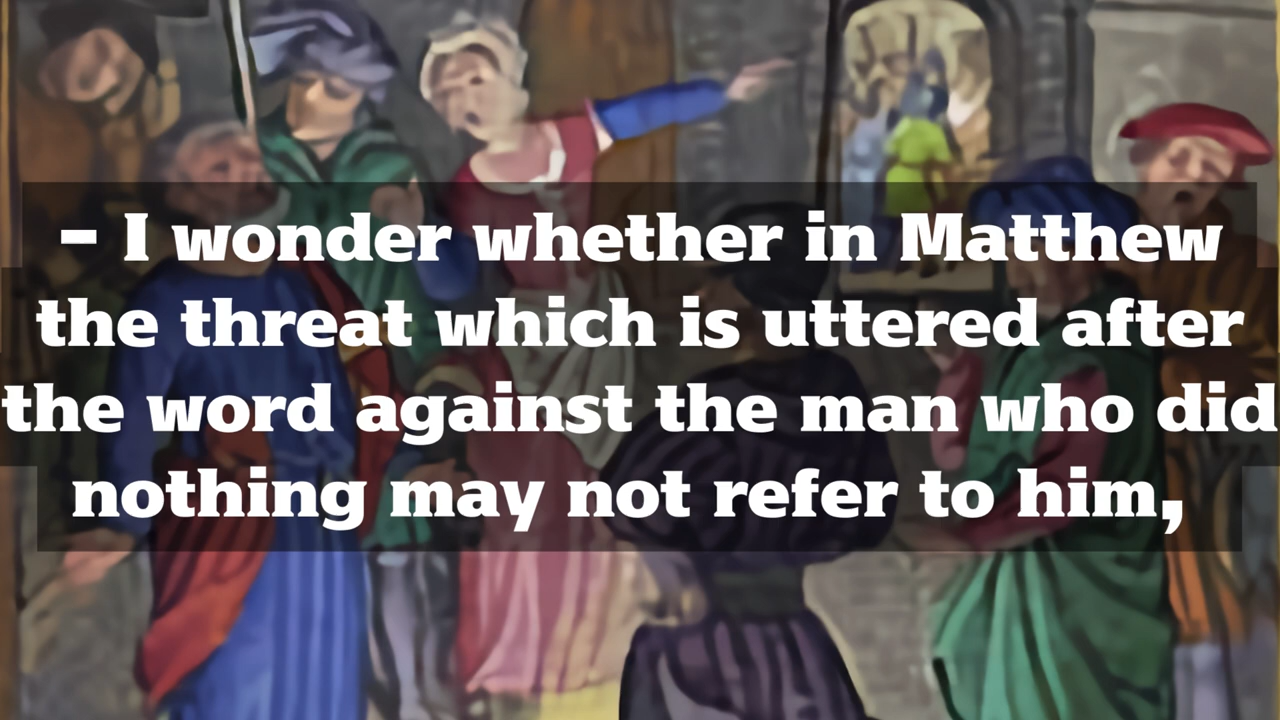 – I wonder whether in Matthew
the threat which is uttered after
the word against the man who did
nothing may not refer to him,